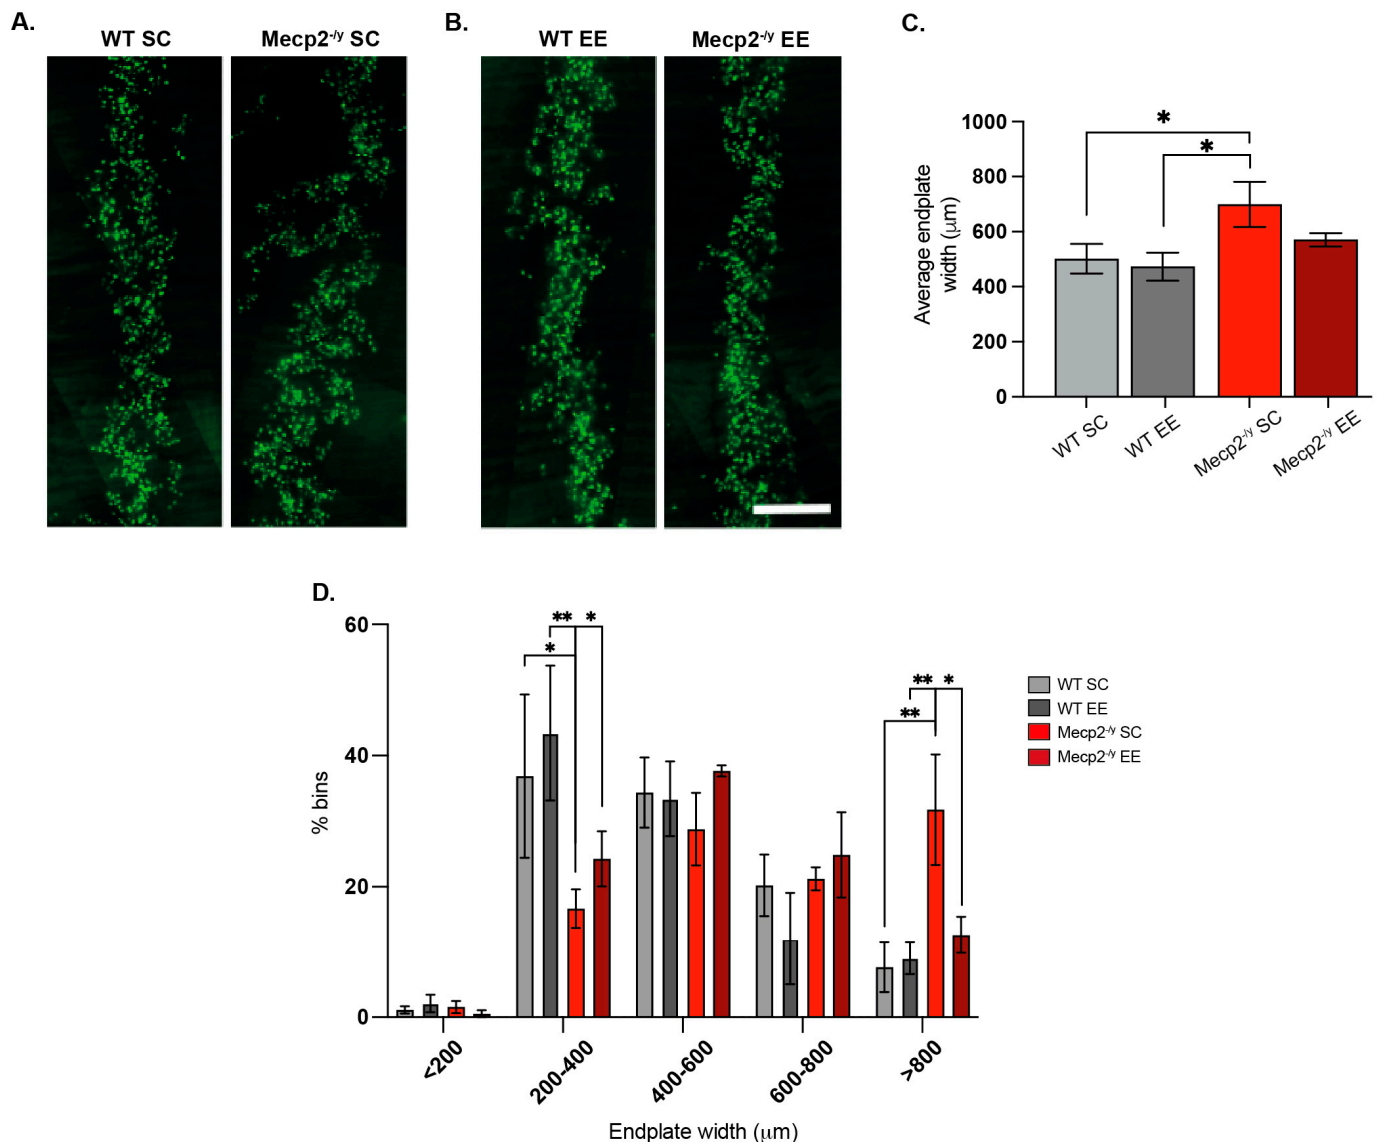 A.
WT SC
Mecp2-/y SC
B.
WT EE
Mecp2-/y EE
C.
Average endplate
width (μm)
1000
800
600
400
200
0
*
*
WT SC
WT EE
Mecp2-/y SC
Mecp2-/y EE
D.
% bins
60
40
20
0
** *
*
** *
**
<200
200-400
400-600
600-800
>800
Endplate width (μm)
WT SC
WT EE
Mecp2-/y SC
Mecp2-/y EE